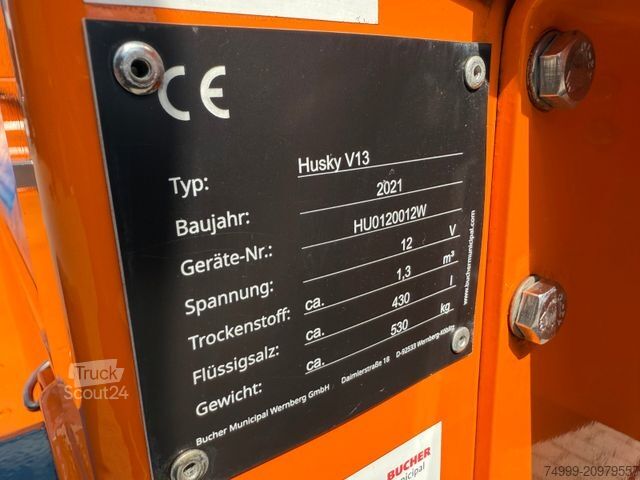 CE
Typ: Husky V13
Baujahr: 2021
Geräte-Nr.: HU0120012W
Spannung: 12 V
Trockenstoff: ca. 1,3 m³
Flüssigsalz: ca. 430 l
Gewicht: ca. 530 kg
Bucher Municipal Wernberg GmbH Daimlerstraße 18 D-92533 Wernberg-Köblitz
www.buchermunicipal.com
BUCHER
municipal
Truck
Scout24
74999-20979557